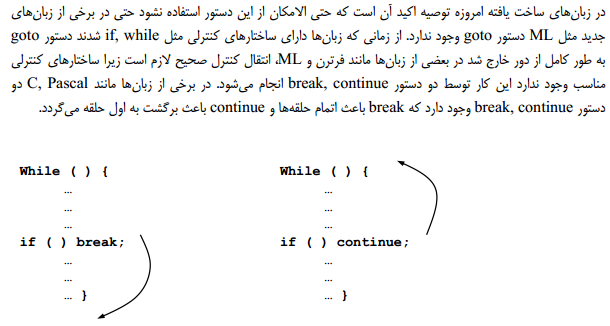 در زبان‌های ساخت یافته امروزه توصیه اکید آن است که حتی الامکان از این دستور استفاده نشود حتی در برخی از زبان‌های
جدید مثل ML دستور goto وجود ندارد. از زمانی که زبان‌ها دارای ساختارهای کنترلی مثل if, while شدند دستور goto
به طور کامل از دور خارج شد در بعضی از زبان‌ها مانند فرترن و ML، انتقال کنترل صحیح لازم است زیرا ساختارهای کنترلی
مناسب وجود ندارد این کار توسط دو دستور break, continue انجام می‌شود. در برخی از زبان‌ها مانند C, Pascal دو
دستور break, continue وجود دارد که break باعث اتمام حلقه‌ها و continue باعث برگشت به اول حلقه می‌گردد.
While ( ) {
...
...
...
if ( ) break;
...
...
... }
While ( ) {
...
...
...
if ( ) continue;
...
...
... }